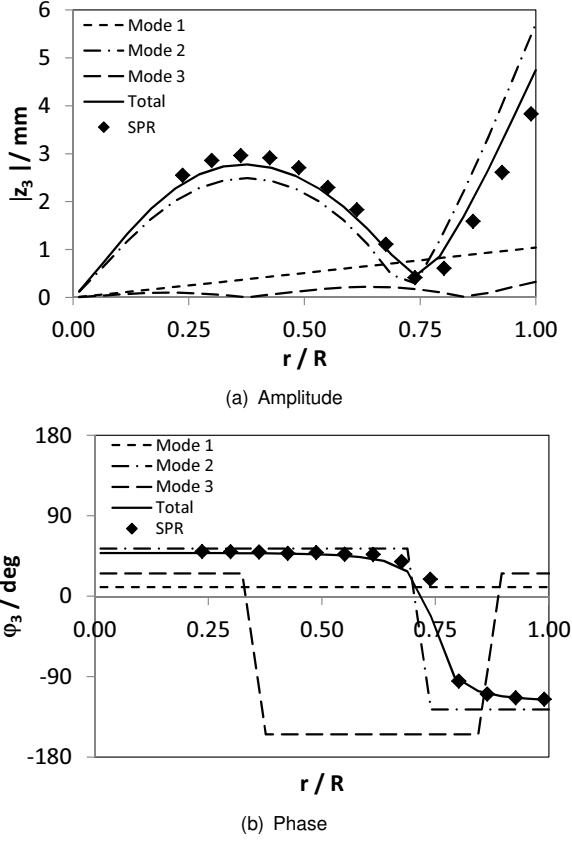 6
5
4
3
2
1
0
|z₃| / mm
Mode 1
Mode 2
Mode 3
Total
SPR
0.00 0.25 0.50 0.75 1.00
r / R
(a) Amplitude
180
90
0
-90
-180
φ₃ / deg
Mode 1
Mode 2
Mode 3
Total
SPR
0.00 0.25 0.50 0.75 1.00
r / R
(b) Phase